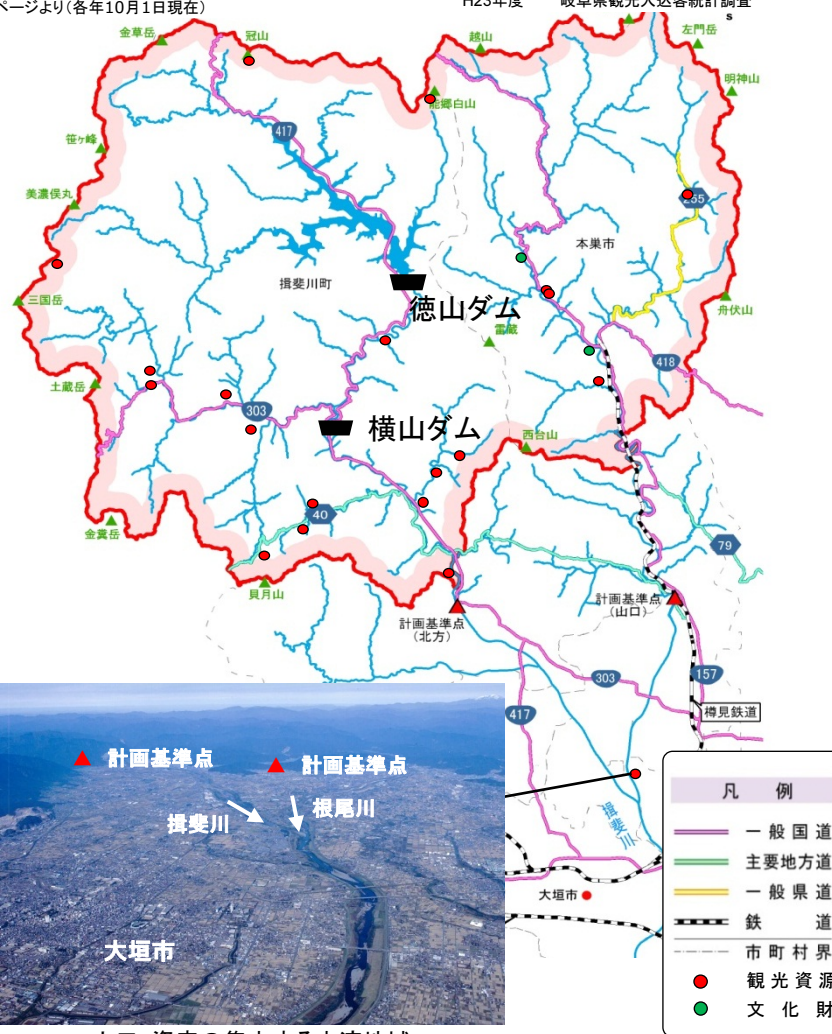 ページより(各年10月1日現在)
H23年度 岐阜県観光入込客統計調査
s
金草岳
冠山
越山
左門岳
能郷白山
明神山
417
笹ヶ峰
美濃俣丸
255
本巣市
揖斐川町
三国岳
徳山ダム
舟伏山
雷蔵
418
土蔵岳
303
横山ダム
西台山
40
金糞岳
79
貝月山
計画基準点
(北方)
計画基準点
(山口)
303
157
417
樽見鉄道
計画基準点
計画基準点
揖斐川
根尾川
大垣市
揖斐川
大垣市
凡 例
一般国道
主要地方道
一般県道
鉄 道
市町村界
観光資源
文化財